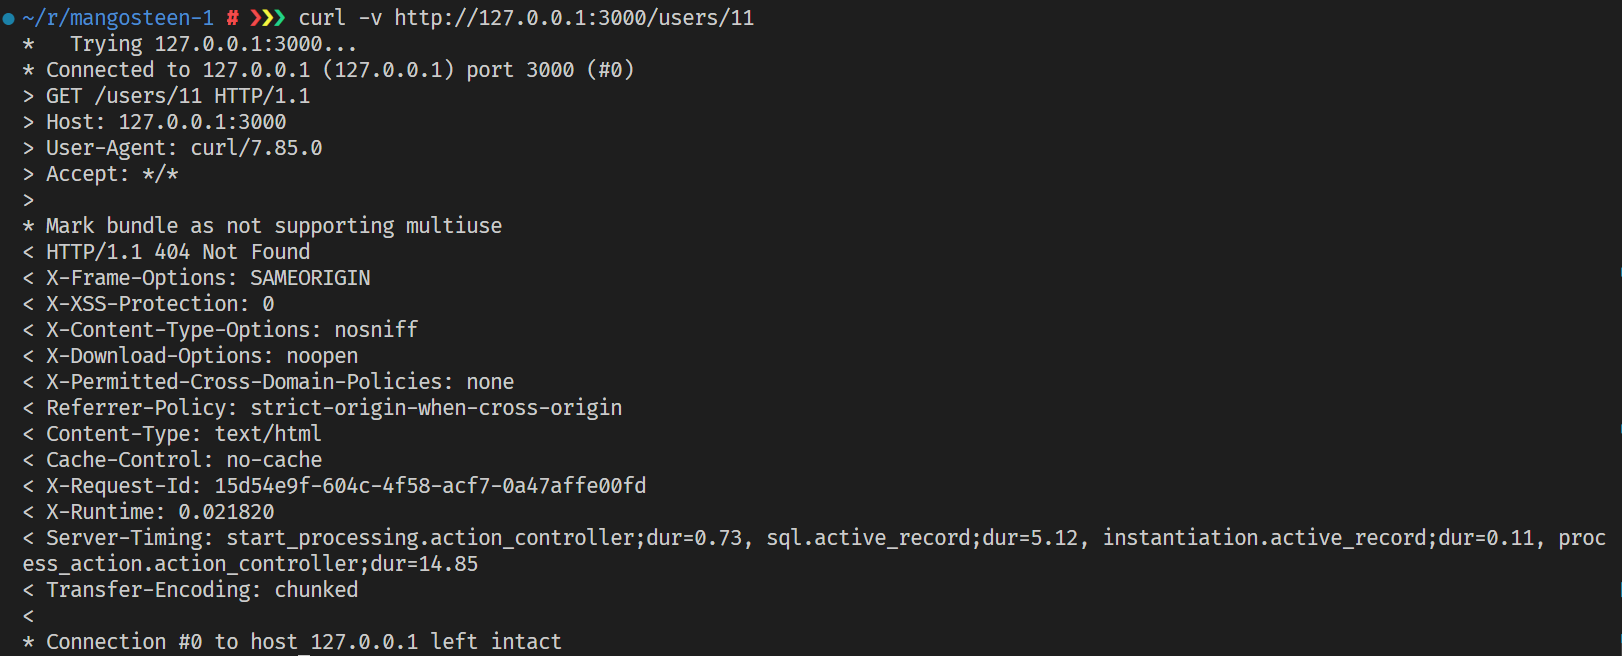 ~/r/mangosteen-1 # ❯❯❯ curl -v http://127.0.0.1:3000/users/11
*   Trying 127.0.0.1:3000...
* Connected to 127.0.0.1 (127.0.0.1) port 3000 (#0)
> GET /users/11 HTTP/1.1
> Host: 127.0.0.1:3000
> User-Agent: curl/7.85.0
> Accept: */*
>
* Mark bundle as not supporting multiuse
< HTTP/1.1 404 Not Found
< X-Frame-Options: SAMEORIGIN
< X-XSS-Protection: 0
< X-Content-Type-Options: nosniff
< X-Download-Options: noopen
< X-Permitted-Cross-Domain-Policies: none
< Referrer-Policy: strict-origin-when-cross-origin
< Content-Type: text/html
< Cache-Control: no-cache
< X-Request-Id: 15d54e9f-604c-4f58-acf7-0a47affe00fd
< X-Runtime: 0.021820
< Server-Timing: start_processing.action_controller;dur=0.73, sql.active_record;dur=5.12, instantiation.active_record;dur=0.11, proc
ess_action.action_controller;dur=14.85
< Transfer-Encoding: chunked
<
* Connection #0 to host 127.0.0.1 left intact